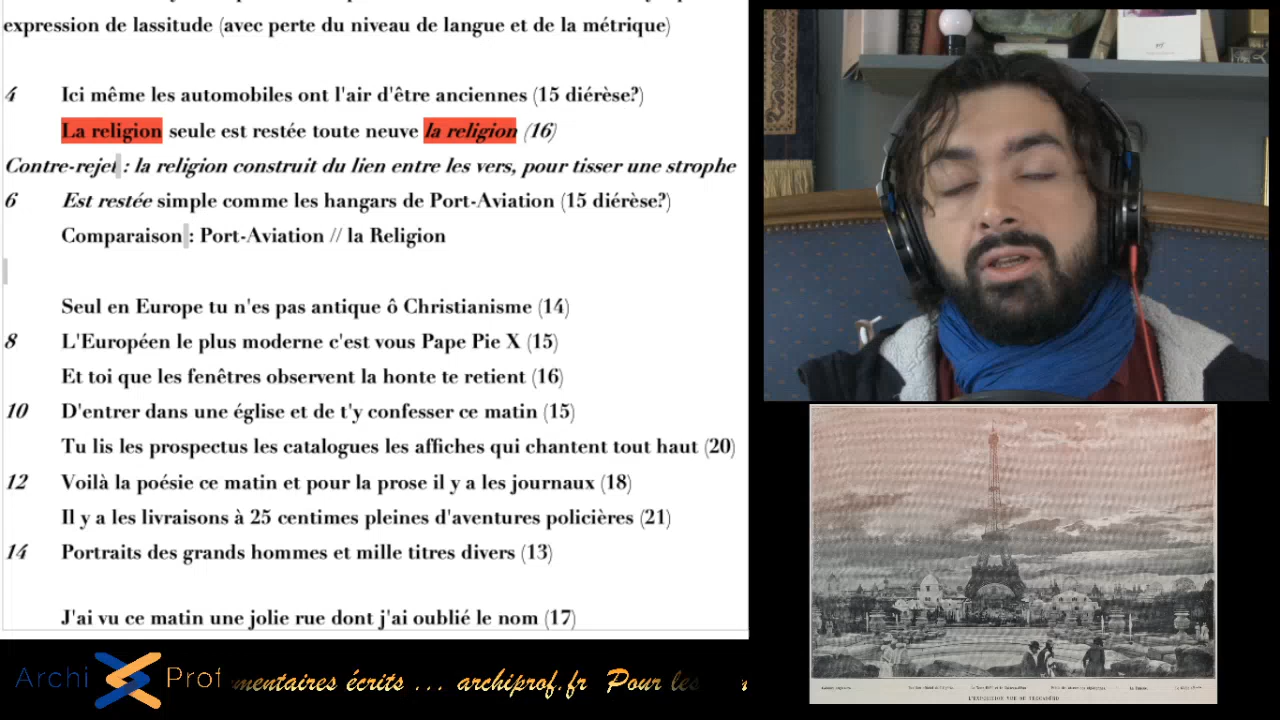 expression de lassitude (avec perte du niveau de langue et de la métrique)
4 Ici même les automobiles ont l'air d'être anciennes (15 diérèse?)
La religion seule est restée toute neuve la religion (16)
Contre-rejet : la religion construit du lien entre les vers, pour tisser une strophe
6 Est restée simple comme les hangars de Port-Aviation (15 diérèse?)
Comparaison : Port-Aviation // la Religion
Seul en Europe tu n'es pas antique ô Christianisme (14)
8 L'Européen le plus moderne c'est vous Pape Pie X (15)
Et toi que les fenêtres observent la honte te retient (16)
10 D'entrer dans une église et de t'y confesser ce matin (15)
Tu lis les prospectus les catalogues les affiches qui chantent tout haut (20)
12 Voilà la poésie ce matin et pour la prose il y a les journaux (18)
Il y a les livraisons à 25 centimes pleines d'aventures policières (21)
14 Portraits des grands hommes et mille titres divers (13)
J'ai vu ce matin une jolie rue dont j'ai oublié le nom (17)
Archi Prof
mentaires écrits ... archiprof.fr Pour les
L'EXPOSITION VUE DU TROCADÉRO